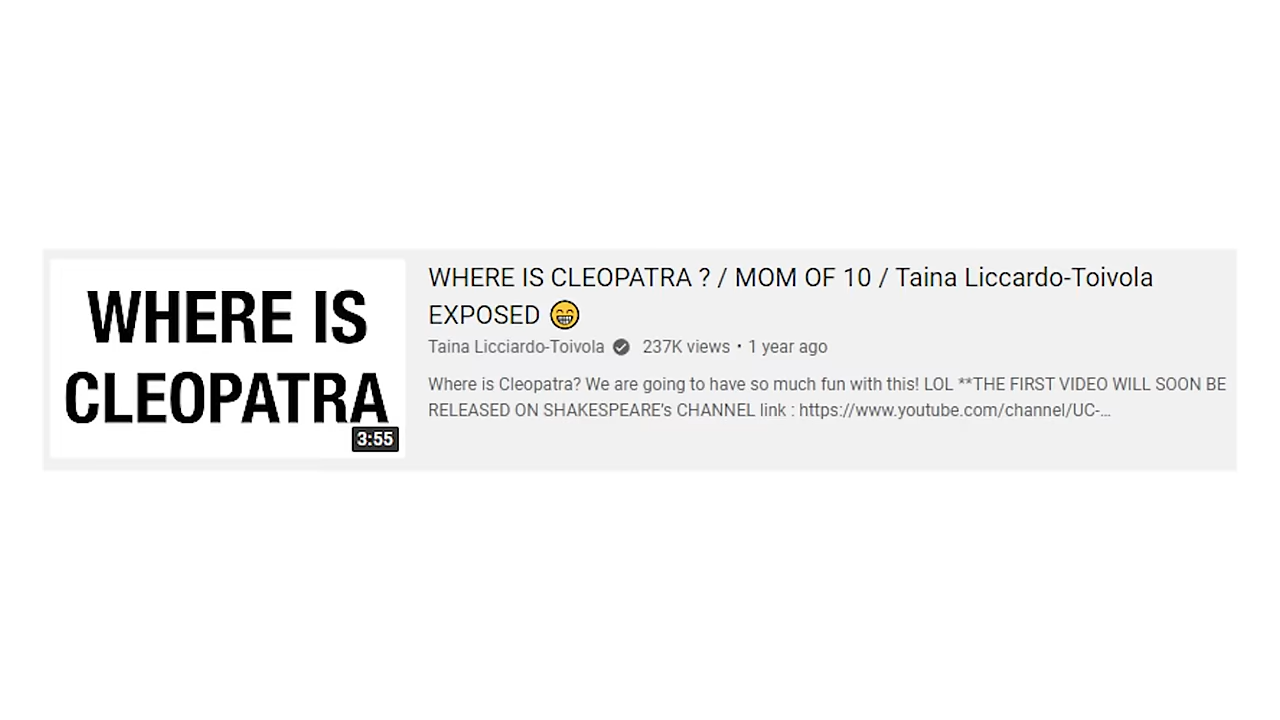 WHERE IS
CLEOPATRA
3:55
WHERE IS CLEOPATRA ? / MOM OF 10 / Taina Liccardo-Toivola
EXPOSED 😁
Taina Licciardo-Toivola 237K views • 1 year ago
Where is Cleopatra? We are going to have so much fun with this! LOL **THE FIRST VIDEO WILL SOON BE
RELEASED ON SHAKESPEARE's CHANNEL link : https://www.youtube.com/channel/UC-...